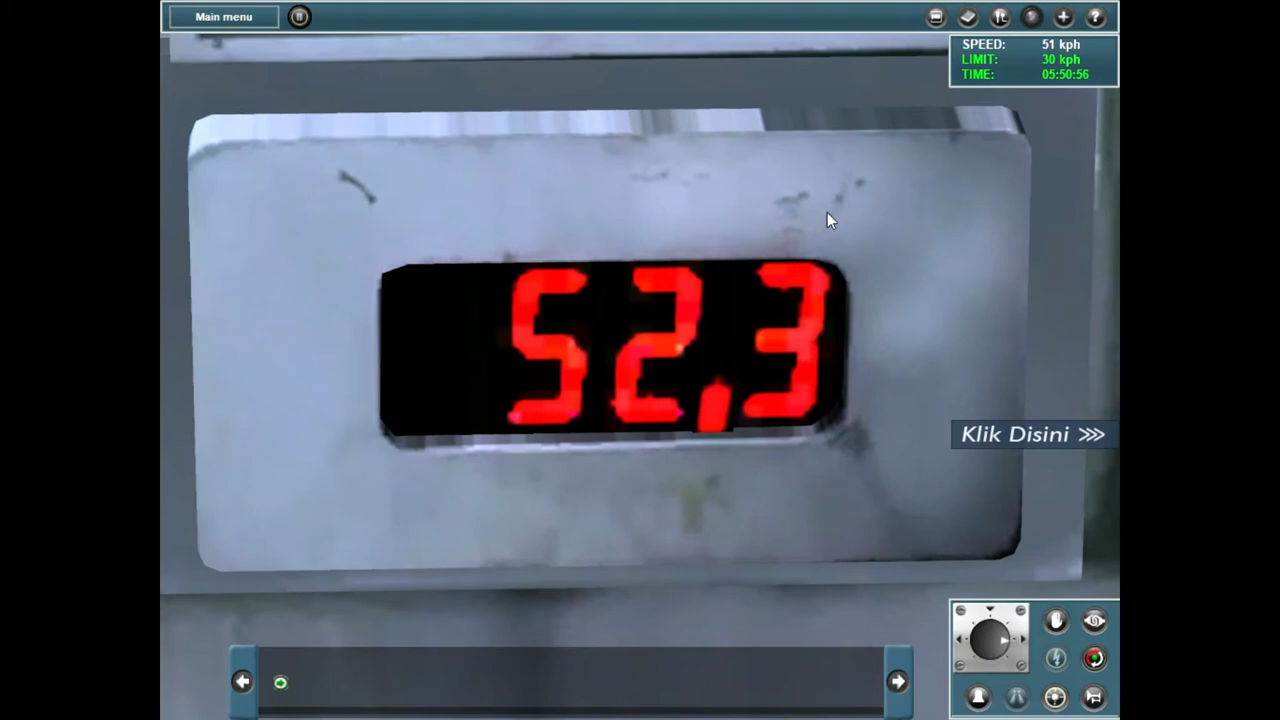 Main menu
SPEED: 51 kph
LIMIT: 30 kph
TIME: 05:50:56
52,3
Klik Disini >>>